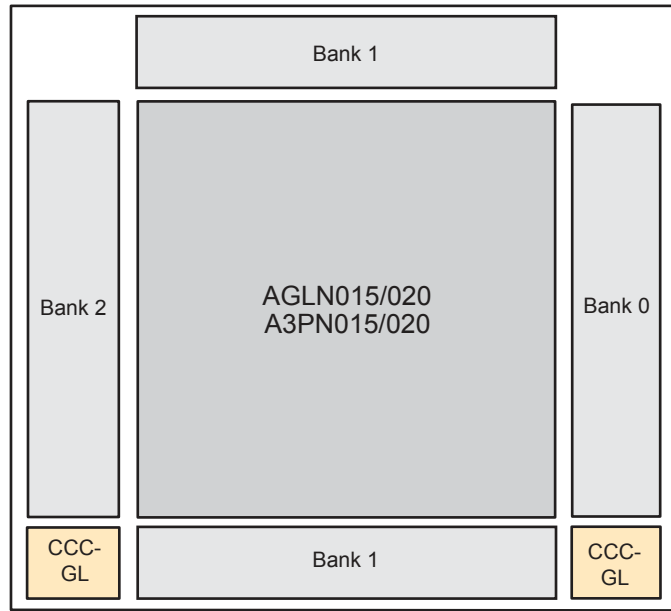 Bank 1
Bank 2
AGLN015/020
A3PN015/020
Bank 0
CCC-
GL
Bank 1
CCC-
GL